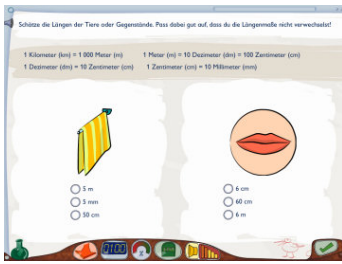 Schätze die Längen der Tiere oder Gegenstände. Pass dabei gut auf, dass du die Längenmaße nicht verwechselst!
1 Kilometer (km) = 1 000 Meter (m) 1 Meter (m) = 10 Dezimeter (dm) = 100 Zentimeter (cm)
1 Dezimeter (dm) = 10 Zentimeter (cm) 1 Zentimeter (cm) = 10 Millimeter (mm)
5 m
5 mm
50 cm
6 cm
60 cm
6 m